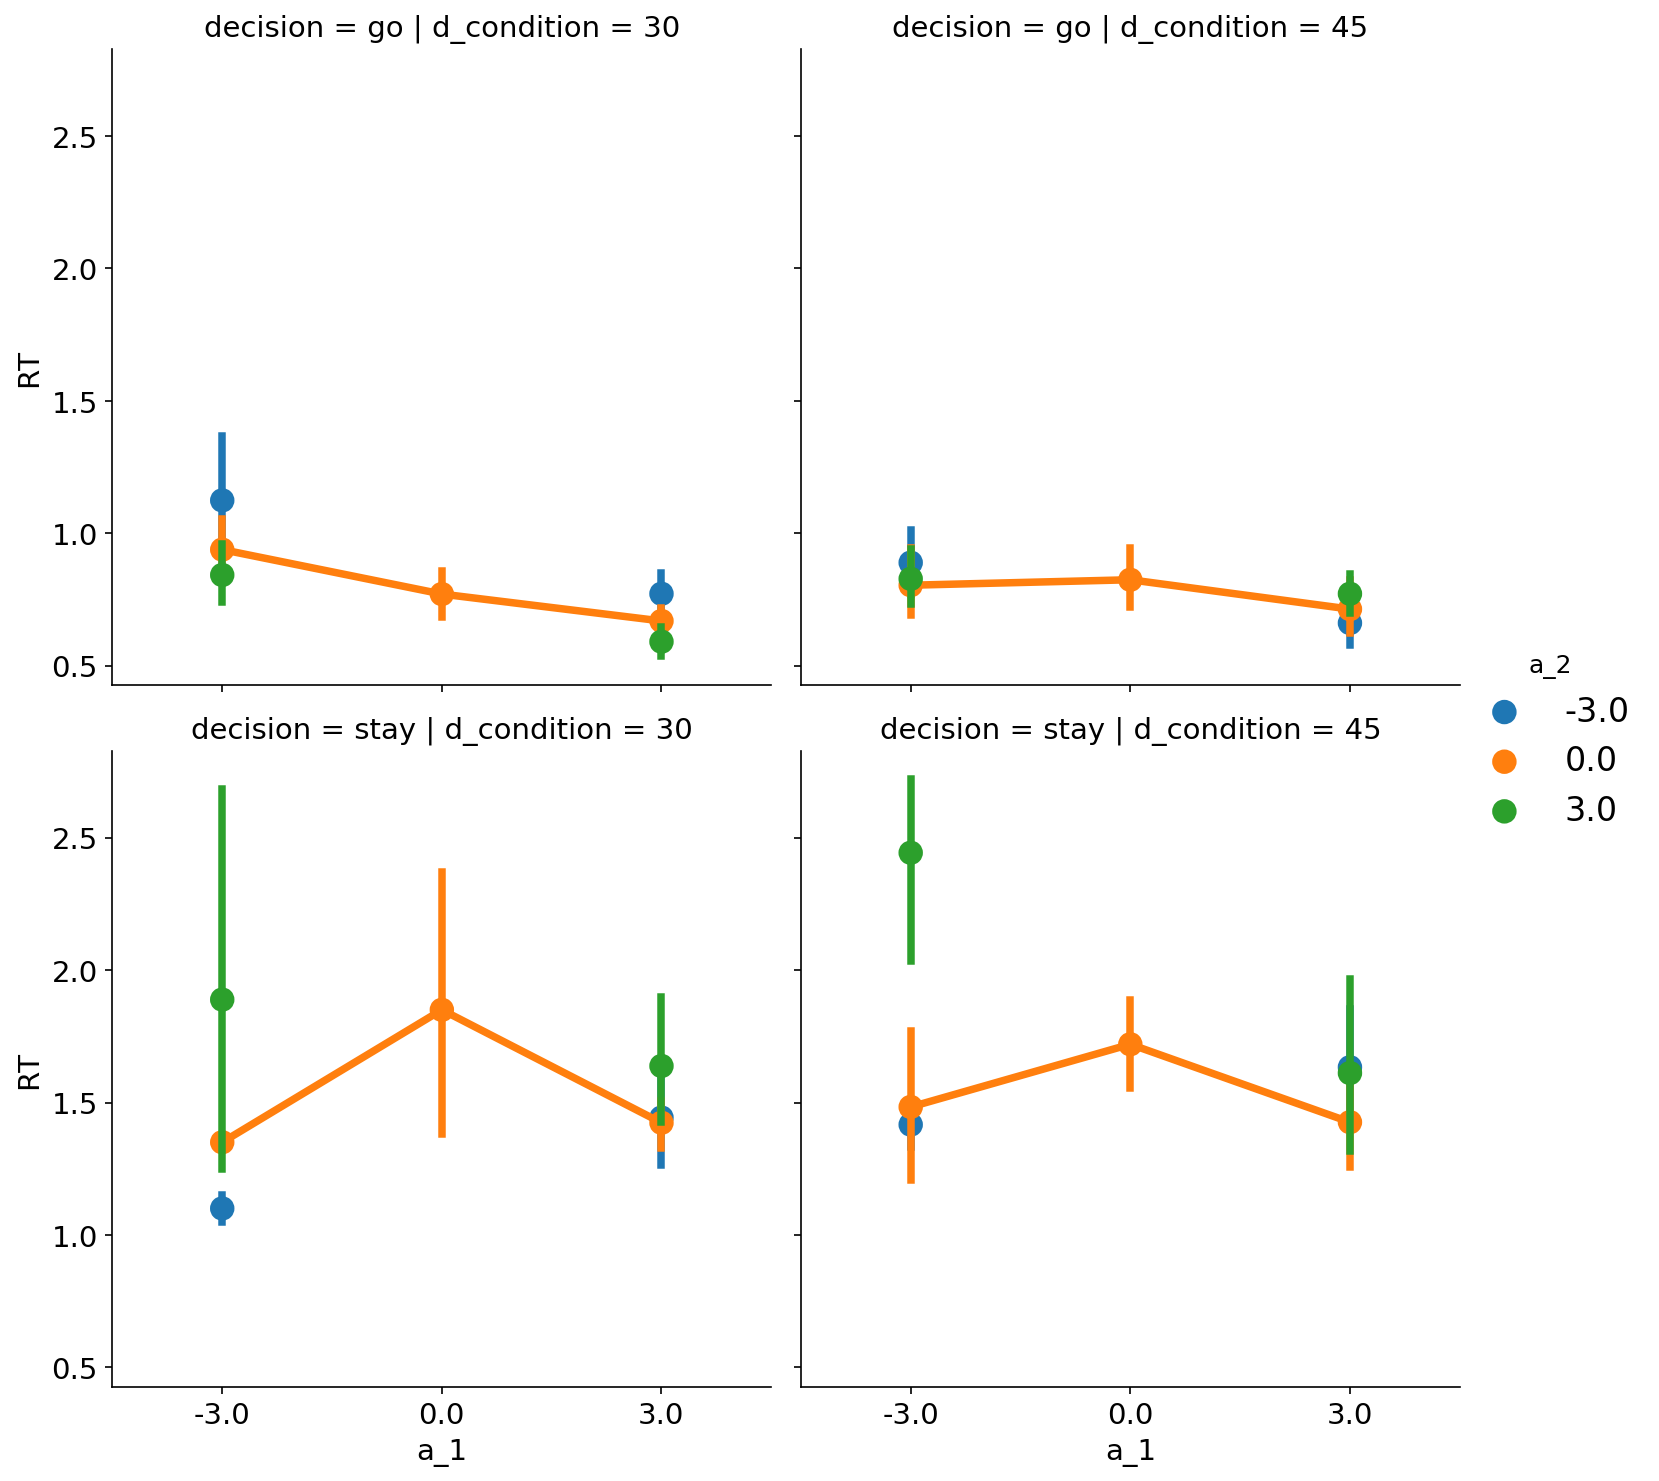 decision = go | d_condition = 30
decision = go | d_condition = 45
2.5
2.0
1.5
1.0
0.5
RT
a_2
-3.0
0.0
3.0
decision = stay | d_condition = 30
decision = stay | d_condition = 45
2.5
2.0
1.5
1.0
0.5
RT
-3.0 0.0 3.0
a_1
-3.0 0.0 3.0
a_1